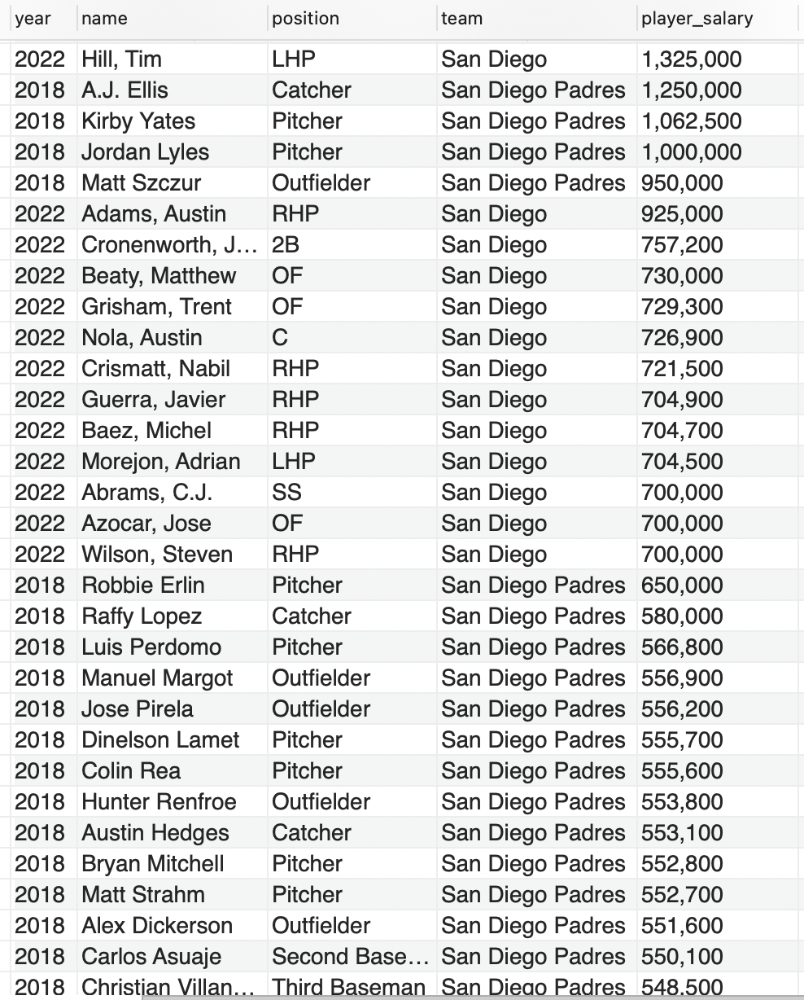 year name position team player_salary
2022 Hill, Tim LHP San Diego 1,325,000
2018 A.J. Ellis Catcher San Diego Padres 1,250,000
2018 Kirby Yates Pitcher San Diego Padres 1,062,500
2018 Jordan Lyles Pitcher San Diego Padres 1,000,000
2018 Matt Szczur Outfielder San Diego Padres 950,000
2022 Adams, Austin RHP San Diego 925,000
2022 Cronenworth, J... 2B San Diego 757,200
2022 Beaty, Matthew OF San Diego 730,000
2022 Grisham, Trent OF San Diego 729,300
2022 Nola, Austin C San Diego 726,900
2022 Crismatt, Nabil RHP San Diego 721,500
2022 Guerra, Javier RHP San Diego 704,900
2022 Baez, Michel RHP San Diego 704,700
2022 Morejon, Adrian LHP San Diego 704,500
2022 Abrams, C.J. SS San Diego 700,000
2022 Azocar, Jose OF San Diego 700,000
2022 Wilson, Steven RHP San Diego 700,000
2018 Robbie Erlin Pitcher San Diego Padres 650,000
2018 Raffy Lopez Catcher San Diego Padres 580,000
2018 Luis Perdomo Pitcher San Diego Padres 566,800
2018 Manuel Margot Outfielder San Diego Padres 556,900
2018 Jose Pirela Outfielder San Diego Padres 556,200
2018 Dinelson Lamet Pitcher San Diego Padres 555,700
2018 Colin Rea Pitcher San Diego Padres 555,600
2018 Hunter Renfroe Outfielder San Diego Padres 553,800
2018 Austin Hedges Catcher San Diego Padres 553,100
2018 Bryan Mitchell Pitcher San Diego Padres 552,800
2018 Matt Strahm Pitcher San Diego Padres 552,700
2018 Alex Dickerson Outfielder San Diego Padres 551,600
2018 Carlos Asuaje Second Base... San Diego Padres 550,100
2018 Christian Villan... Third Baseman San Diego Padres 548,500